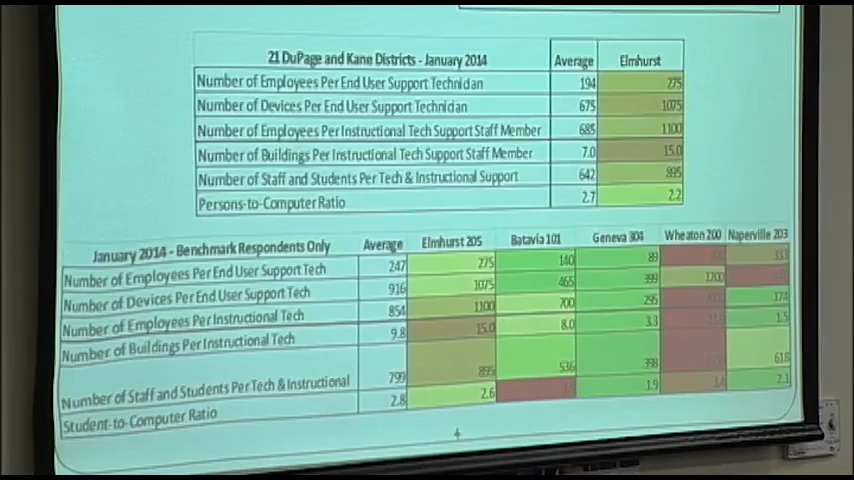 21 DuPage and Kane Districts - January 2014 Average Elmhurst
Number of Employees Per End User Support Technician 194 275
Number of Devices Per End User Support Technician 675 1075
Number of Employees Per Instructional Tech Support Staff Member 685 1100
Number of Buildings Per Instructional Tech Support Staff Member 7.0 15.0
Number of Staff and Students Per Tech & Instructional Support 642 895
Persons-to-Computer Ratio 2.7 2.2
January 2014 - Benchmark Respondents Only Average Elmhurst 205 Batavia 101 Geneva 304 Wheaton 200 Naperville 203
Number of Employees Per End User Support Tech 247 275 140 89 333
Number of Devices Per End User Support Tech 916 1075 465 399 1200
Number of Employees Per Instructional Tech 854 1100 700 295 174
Number of Buildings Per Instructional Tech 9.8 15.0 8.0 3.3 1.5
Number of Staff and Students Per Tech & Instructional 799 895 536 398 618
Student-to-Computer Ratio 2.8 2.6 1.9 3.4 2.1
4